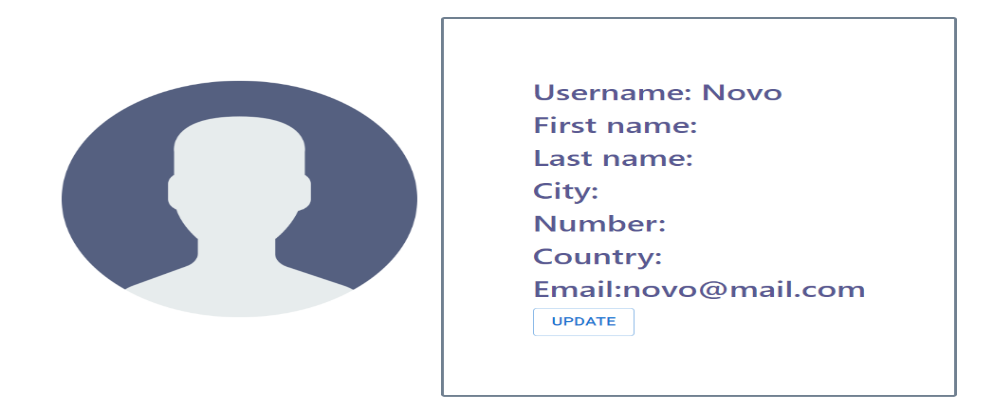 Username: Novo
First name:
Last name:
City:
Number:
Country:
Email:novo@mail.com
UPDATE